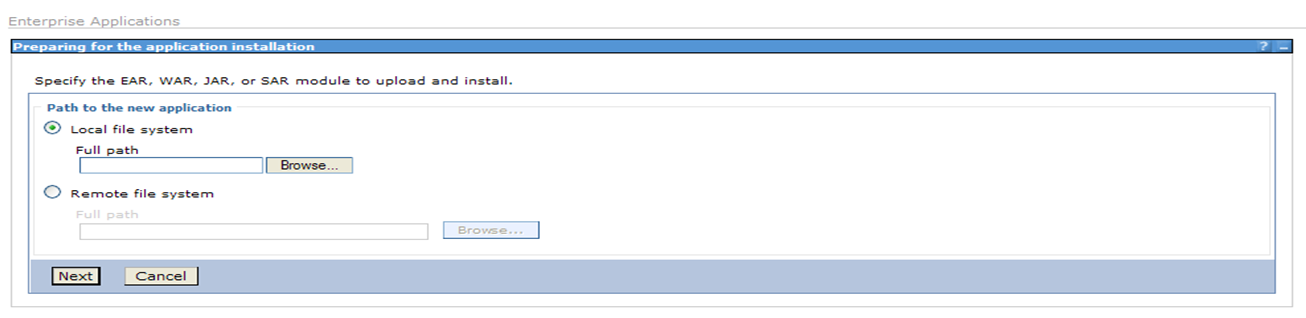 Enterprise Applications
Preparing for the application installation ? _
Specify the EAR, WAR, JAR, or SAR module to upload and install.
Path to the new application
Local file system
Full path
Browse...
Remote file system
Full path
Browse...
Next Cancel